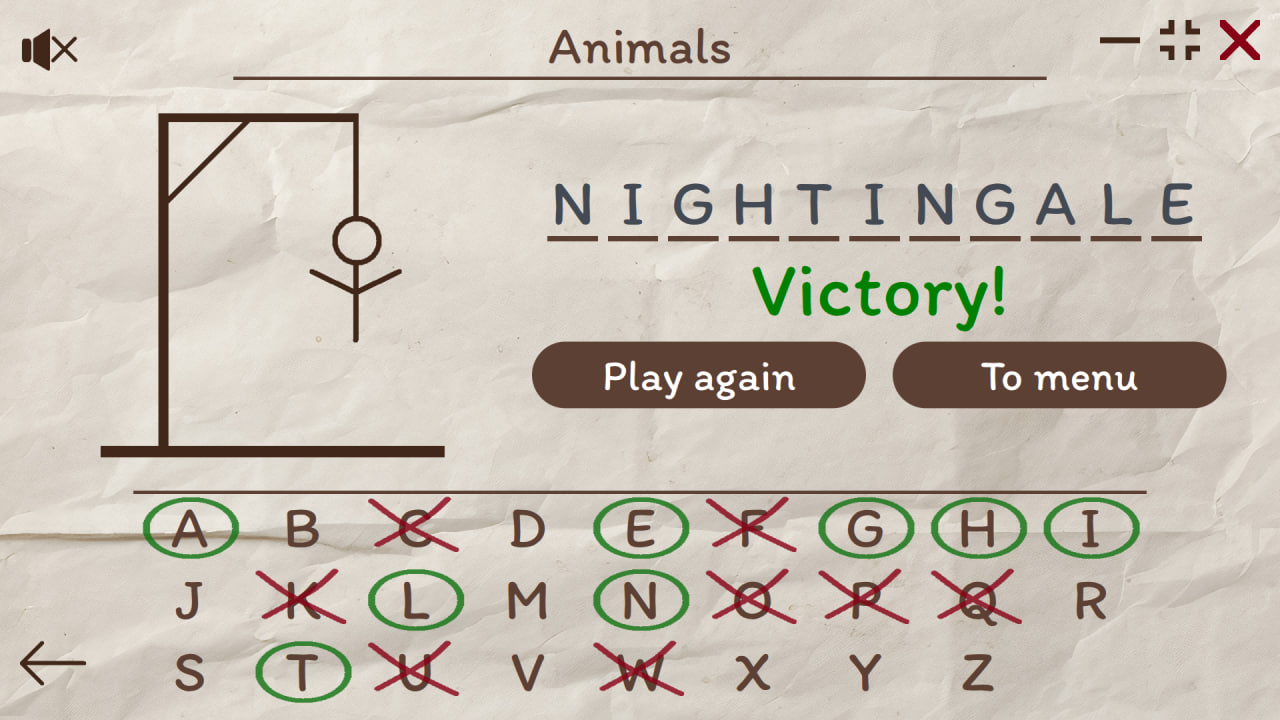 Animals
NIGHTINGALE
Victory!
Play again To menu
A B C D E F G H I
J K L M N O P Q R
S T U V W X Y Z